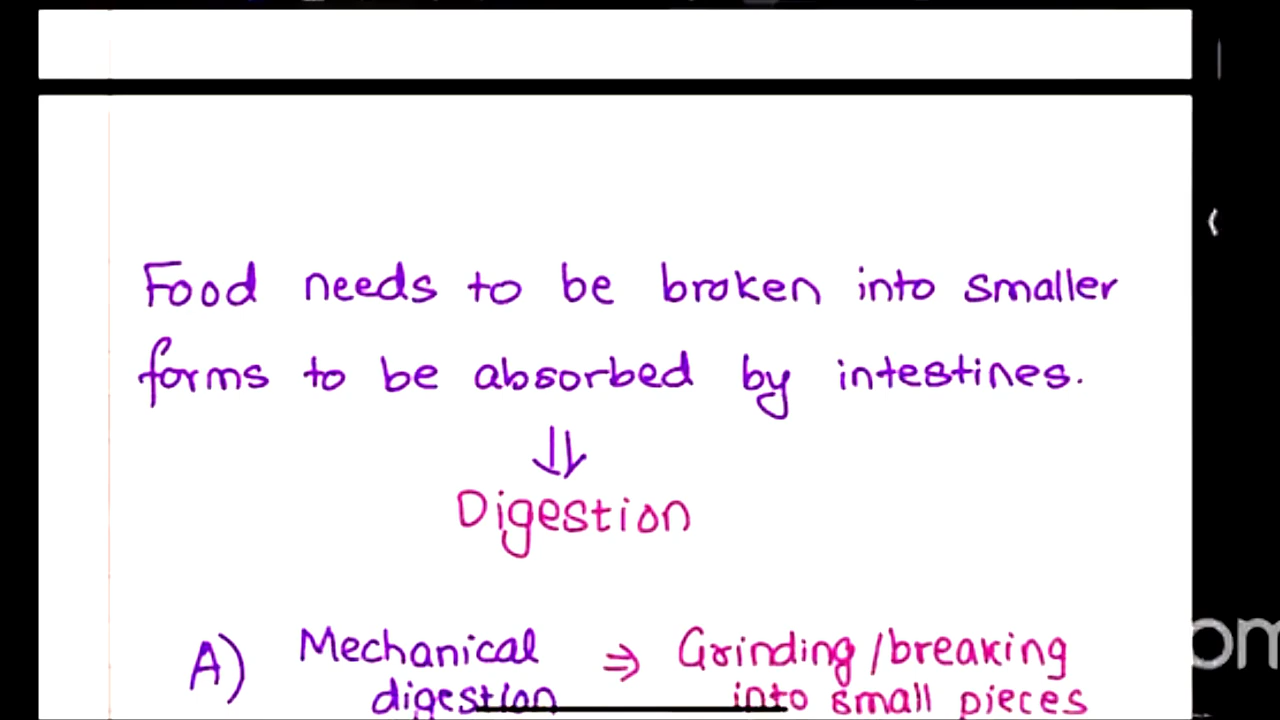 Food needs to be broken into smaller
forms to be absorbed by intestines.
⇓
Digestion
A) Mechanical digestion ⇒ Grinding/breaking into small pieces
om